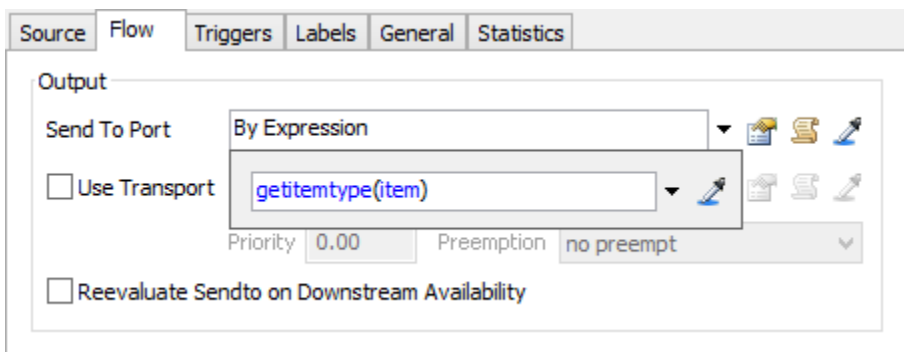 Source Flow Triggers Labels General Statistics
Output
Send To Port By Expression
Use Transport getitemtype(item)
Priority 0.00 Preemption no preempt
Reevaluate Sendto on Downstream Availability